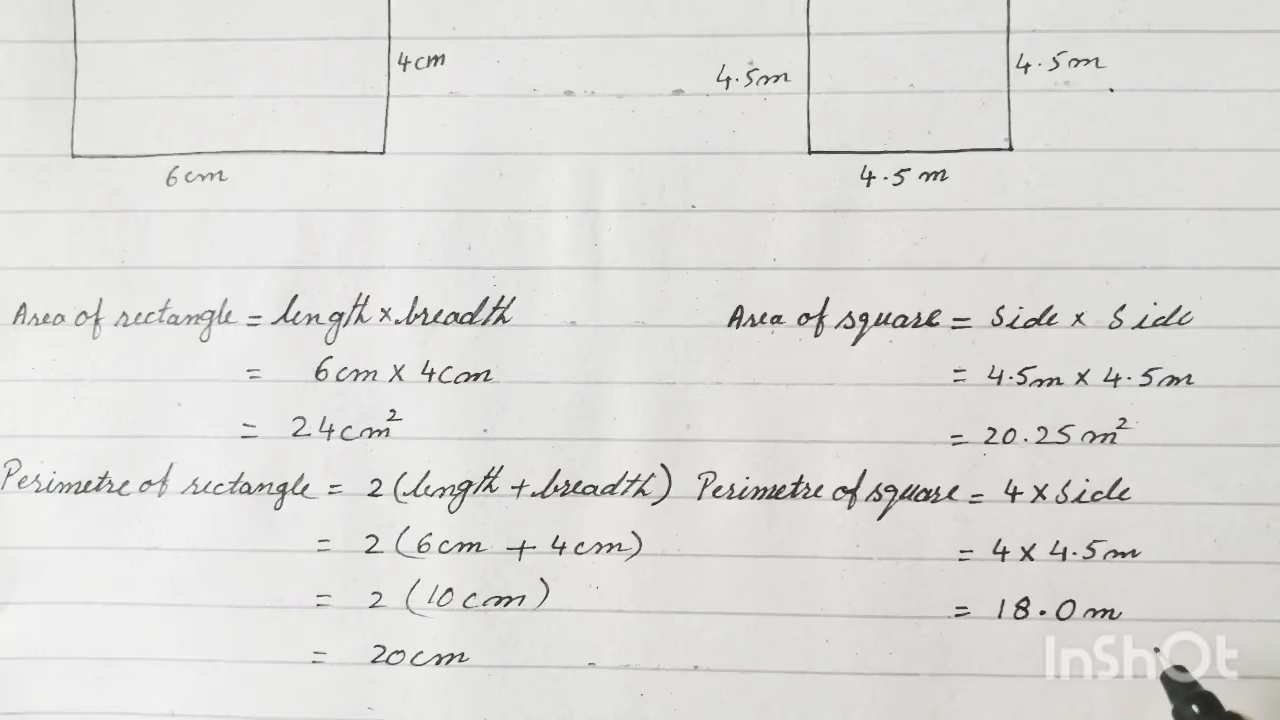 4cm
6cm
4.5m
4.5m
4.5m
Area of rectangle = length × breadth
= 6cm × 4cm
= 24cm²
Perimetre of rectangle = 2(length + breadth)
= 2(6cm + 4cm)
= 2(10cm)
= 20cm
Area of square = Side × Side
= 4.5m × 4.5m
= 20.25m²
Perimetre of square = 4 × Side
= 4 × 4.5m
= 18.0m
InShOt